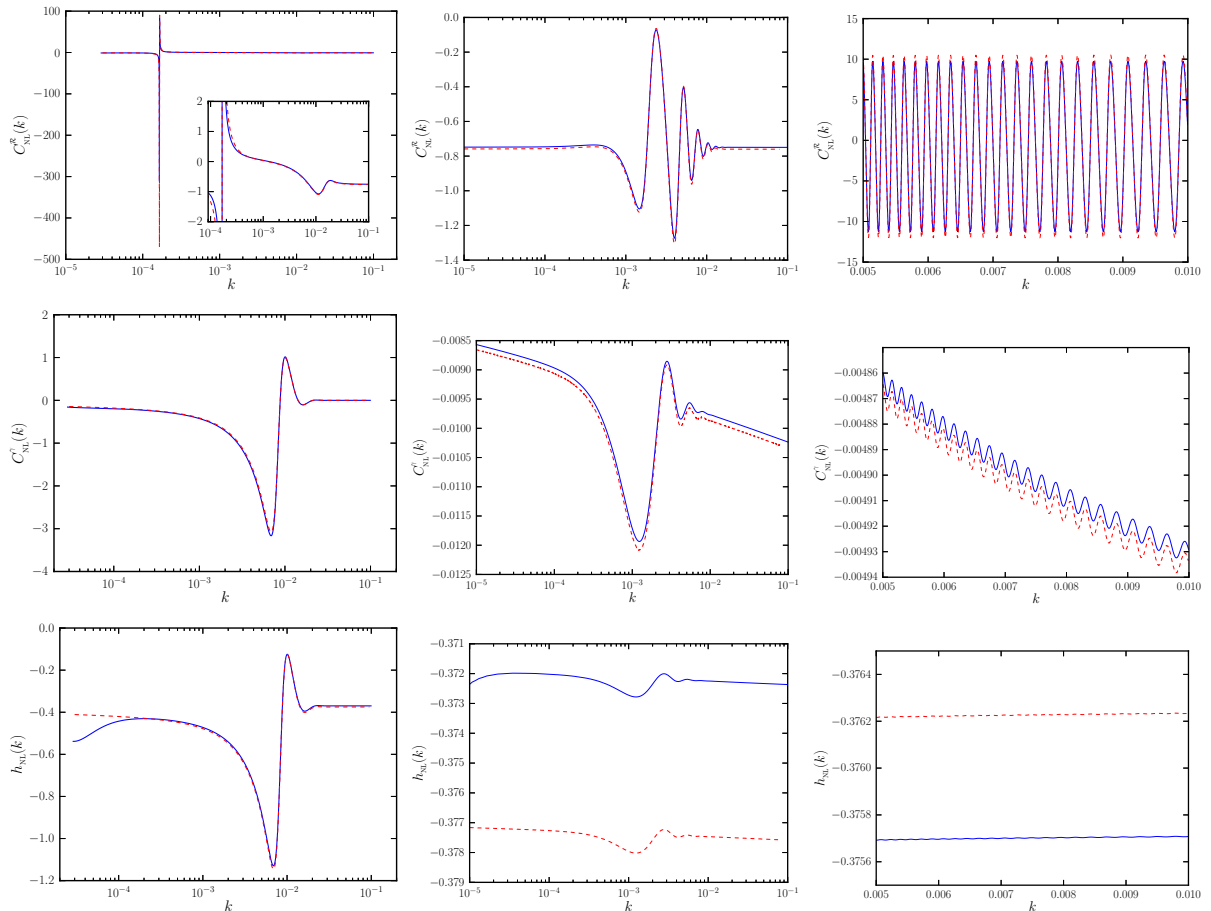 100
0
−100
−200
−300
−400
−500
10⁻⁵ 10⁻⁴ 10⁻³ 10⁻² 10⁻¹ 10⁰
k
C_NL^ℛ(k)
2
1
0
−1
−2
10⁻⁴ 10⁻³ 10⁻² 10⁻¹
0.0
−0.2
−0.4
−0.6
−0.8
−1.0
−1.2
−1.4
10⁻⁵ 10⁻⁴ 10⁻³ 10⁻² 10⁻¹
k
C_NL^ℛ(k)
15
10
5
0
−5
−10
−15
0.005 0.006 0.007 0.008 0.009 0.010
k
C_NL^ℛ(k)
2
1
0
−1
−2
−3
−4
10⁻⁴ 10⁻³ 10⁻² 10⁻¹
k
C_NL^γ(k)
−0.0085
−0.0090
−0.0095
−0.0100
−0.0105
−0.0110
−0.0115
−0.0120
−0.0125
10⁻⁵ 10⁻⁴ 10⁻³ 10⁻² 10⁻¹
k
C_NL^γ(k)
−0.00486
−0.00487
−0.00488
−0.00489
−0.00490
−0.00491
−0.00492
−0.00493
−0.00494
0.005 0.006 0.007 0.008 0.009 0.010
k
C_NL^γ(k)
0.0
−0.2
−0.4
−0.6
−0.8
−1.0
−1.2
10⁻⁴ 10⁻³ 10⁻² 10⁻¹
k
h_NL(k)
−0.371
−0.372
−0.373
−0.374
−0.375
−0.376
−0.377
−0.378
−0.379
10⁻⁵ 10⁻⁴ 10⁻³ 10⁻² 10⁻¹
k
h_NL(k)
−0.3764
−0.3762
−0.3760
−0.3758
−0.3756
0.005 0.006 0.007 0.008 0.009 0.010
k
h_NL(k)